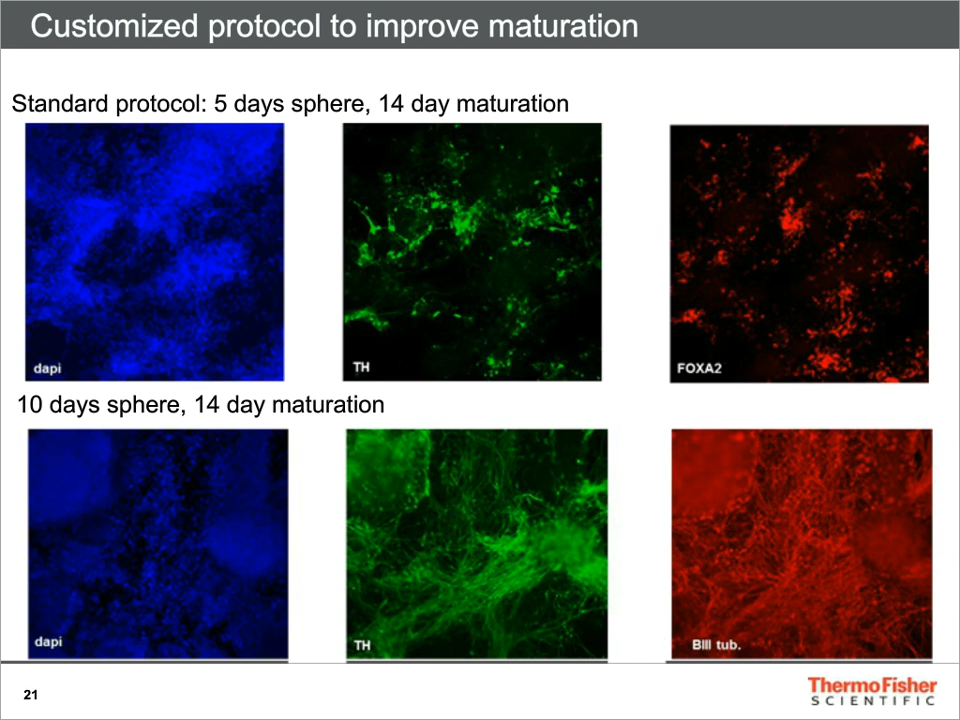 Customized protocol to improve maturation
Standard protocol: 5 days sphere, 14 day maturation
dapi
TH
FOXA2
10 days sphere, 14 day maturation
dapi
TH
BIII tub.
21
ThermoFisher
SCIENTIFIC